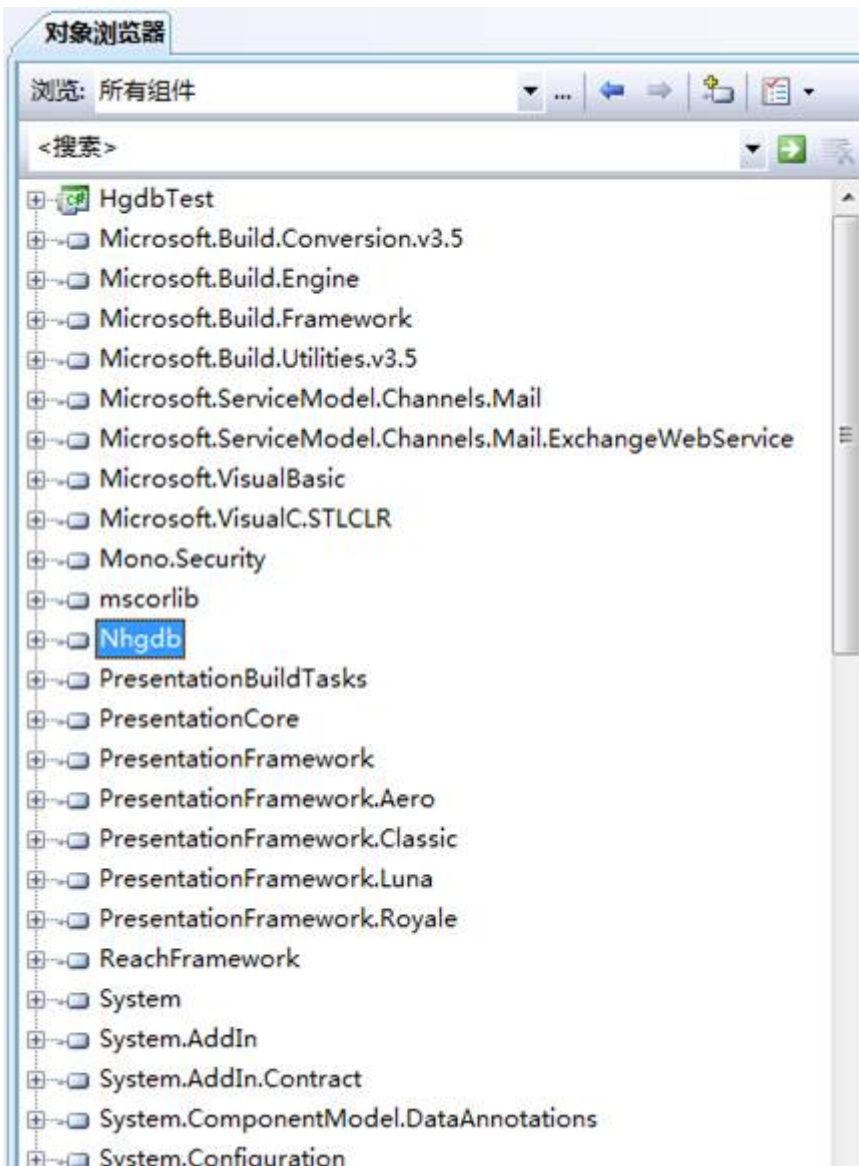 对象浏览器
浏览: 所有组件 ...
<搜索>
HgdbTest
Microsoft.Build.Conversion.v3.5
Microsoft.Build.Engine
Microsoft.Build.Framework
Microsoft.Build.Utilities.v3.5
Microsoft.ServiceModel.Channels.Mail
Microsoft.ServiceModel.Channels.Mail.ExchangeWebService
Microsoft.VisualBasic
Microsoft.VisualC.STLCLR
Mono.Security
mscorlib
Nhgdb
PresentationBuildTasks
PresentationCore
PresentationFramework
PresentationFramework.Aero
PresentationFramework.Classic
PresentationFramework.Luna
PresentationFramework.Royale
ReachFramework
System
System.AddIn
System.AddIn.Contract
System.ComponentModel.DataAnnotations
System.Configuration